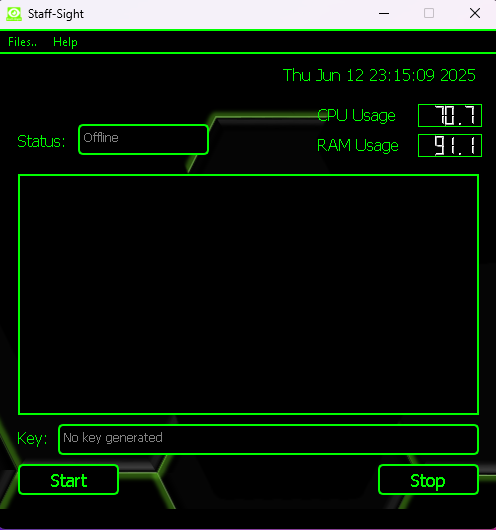 Staff-Sight
Files.. Help
Thu Jun 12 23:15:09 2025
CPU Usage 70.7
Status: Offline
RAM Usage 91.1
Key: No key generated
Start Stop